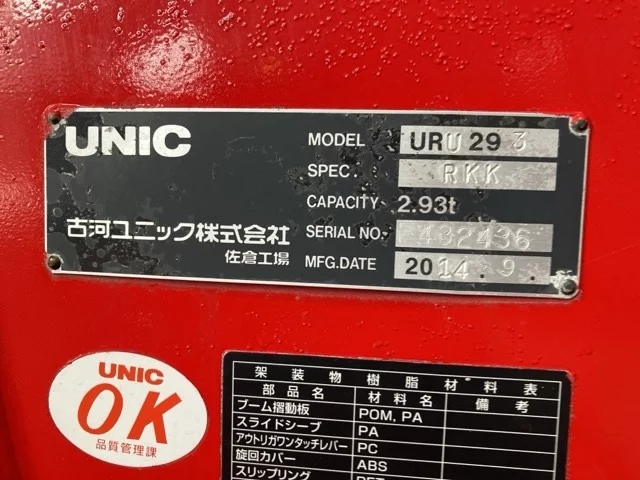 UNIC
MODEL URU293
SPEC. RKK
CAPACITY 2.93t
古河ユニック株式会社
SERIAL NO. 432436
佐倉工場
MFG.DATE 2014.9.
UNIC
OK
品質管理課
架装物樹脂材料表
部品名 材料名 備考
ブーム摺動板 POM, PA
スライドシーブ PA
アウトリガワンタッチレバー PC
旋回カバー ABS
スリップリング